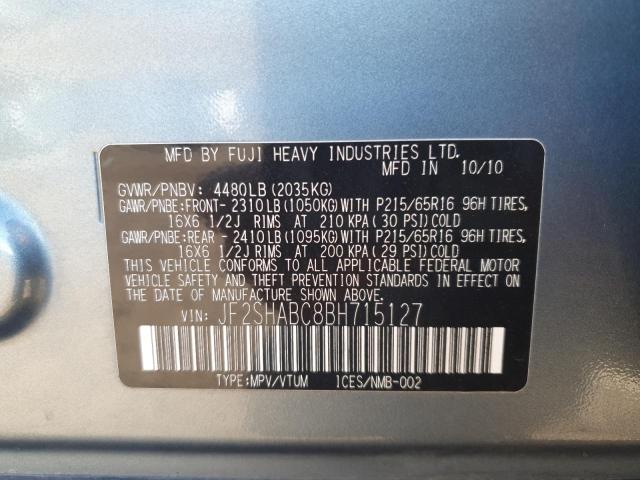 MFD BY FUJI HEAVY INDUSTRIES LTD.
MFD IN 10/10
GVWR/PNBV: 4480LB (2035KG)
GAWR/PNBE:FRONT- 2310LB (1050KG) WITH P215/65R16 96H TIRES,
16X6 1/2J RIMS AT 210 KPA (30 PSI) COLD
GAWR/PNBE:REAR - 2410LB (1095KG) WITH P215/65R16 96H TIRES,
16X6 1/2J RIMS AT 200 KPA (29 PSI) COLD
THIS VEHICLE CONFORMS TO ALL APPLICABLE FEDERAL MOTOR
VEHICLE SAFETY AND THEFT PREVENTION STANDARDS IN EFFECT ON
THE DATE OF MANUFACTURE SHOWN ABOVE.
VIN: JF2SHABC8BH715127
TYPE:MPV/VTUM ICES/NMB-002